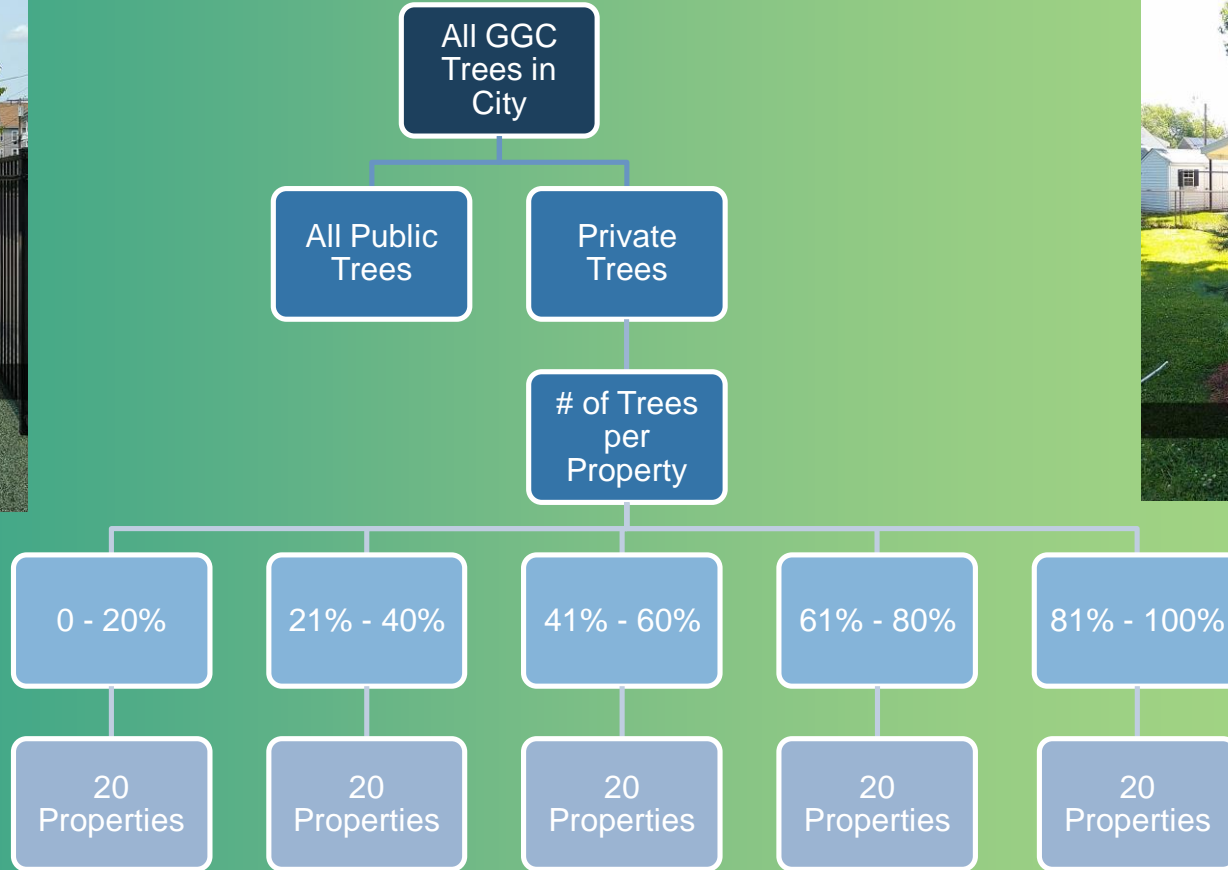 All GGC
Trees in
City
All Public
Trees
Private
Trees
# of Trees
per
Property
0 - 20%
21% - 40%
41% - 60%
61% - 80%
81% - 100%
20
Properties
20
Properties
20
Properties
20
Properties
20
Properties